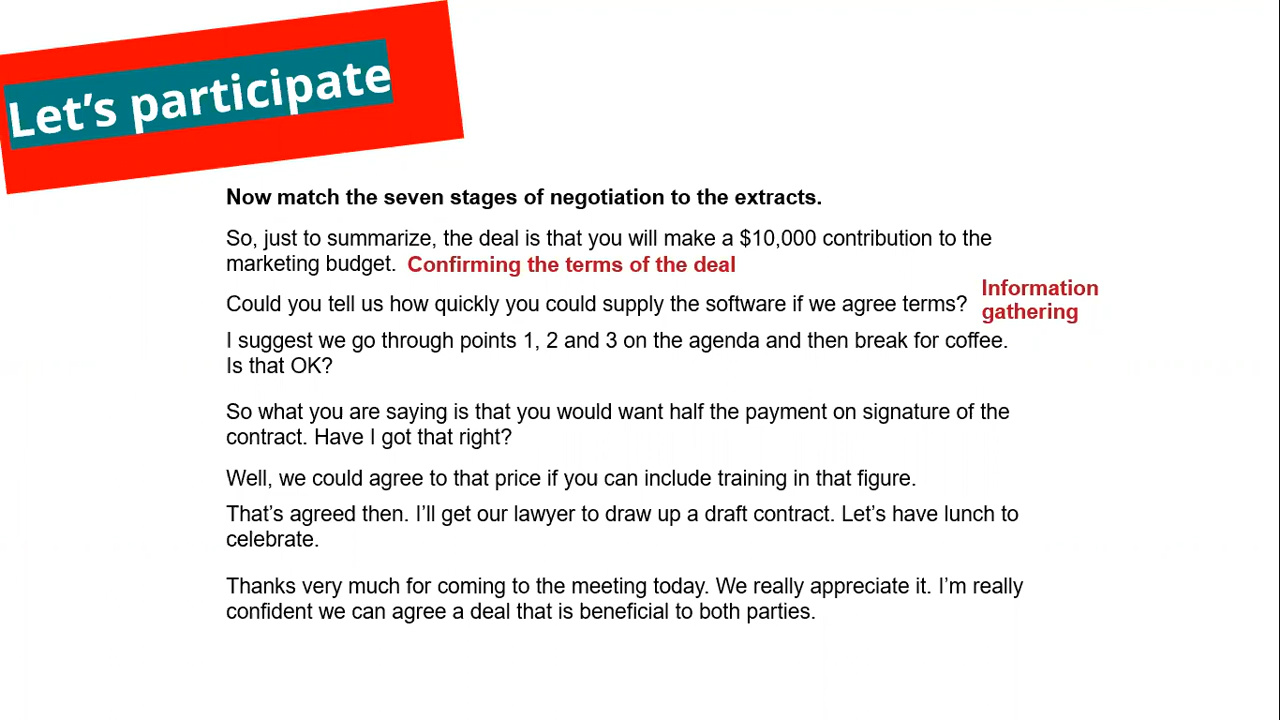 Let’s participate
Now match the seven stages of negotiation to the extracts.
So, just to summarize, the deal is that you will make a $10,000 contribution to the
marketing budget. Confirming the terms of the deal
Could you tell us how quickly you could supply the software if we agree terms?
Information
gathering
I suggest we go through points 1, 2 and 3 on the agenda and then break for coffee.
Is that OK?
So what you are saying is that you would want half the payment on signature of the
contract. Have I got that right?
Well, we could agree to that price if you can include training in that figure.
That’s agreed then. I’ll get our lawyer to draw up a draft contract. Let’s have lunch to
celebrate.
Thanks very much for coming to the meeting today. We really appreciate it. I’m really
confident we can agree a deal that is beneficial to both parties.